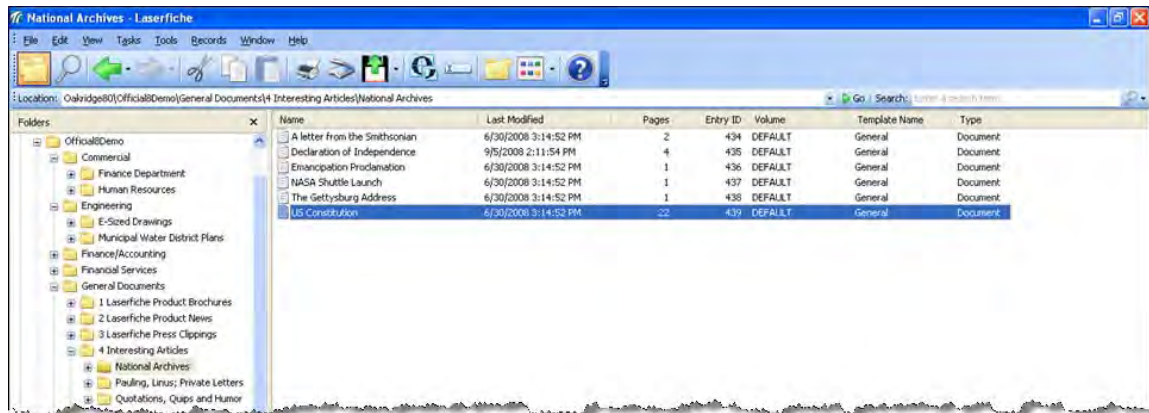 National Archives - Laserfiche
File Edit View Tasks Tools Records Window Help
Location: Oakridge80\Official8Demo\General Documents\4 Interesting Articles\National Archives Go Search: Enter a search term
Folders x Name Last Modified Pages Entry ID Volume Template Name Type
Official8Demo
Commercial
Finance Department
Human Resources
Engineering
E-Sized Drawings
Municipal Water District Plans
Finance/Accounting
Financial Services
General Documents
1 Laserfiche Product Brochures
2 Laserfiche Product News
3 Laserfiche Press Clippings
4 Interesting Articles
National Archives
Pauling, Linus; Private Letters
Quotations, Quips and Humor
A letter from the Smithsonian 6/30/2008 3:14:52 PM 2 434 DEFAULT General Document
Declaration of Independence 9/5/2008 2:11:54 PM 4 435 DEFAULT General Document
Emancipation Proclamation 6/30/2008 3:14:52 PM 1 436 DEFAULT General Document
NASA Shuttle Launch 6/30/2008 3:14:52 PM 1 437 DEFAULT General Document
The Gettysburg Address 6/30/2008 3:14:52 PM 1 438 DEFAULT General Document
US Constitution 6/30/2008 3:14:52 PM 22 439 DEFAULT General Document